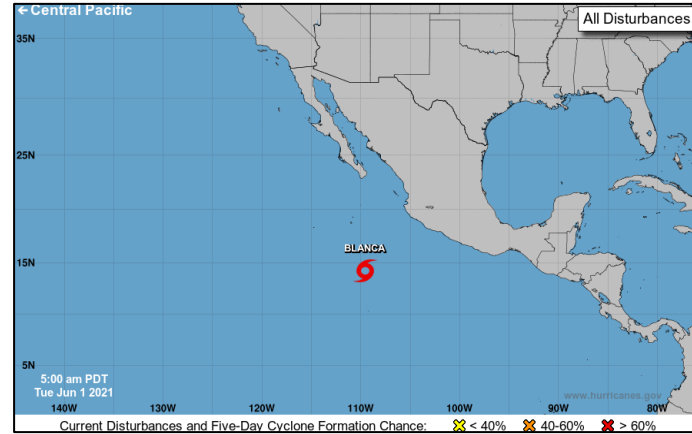 ← Central Pacific
All Disturbances
35N
25N
BLANCA
15N
5N
5:00 am PDT
Tue Jun 1 2021
www.hurricanes.gov
140W 130W 120W 110W 100W 90W 80W
Current Disturbances and Five-Day Cyclone Formation Chance: < 40% 40-60% > 60%